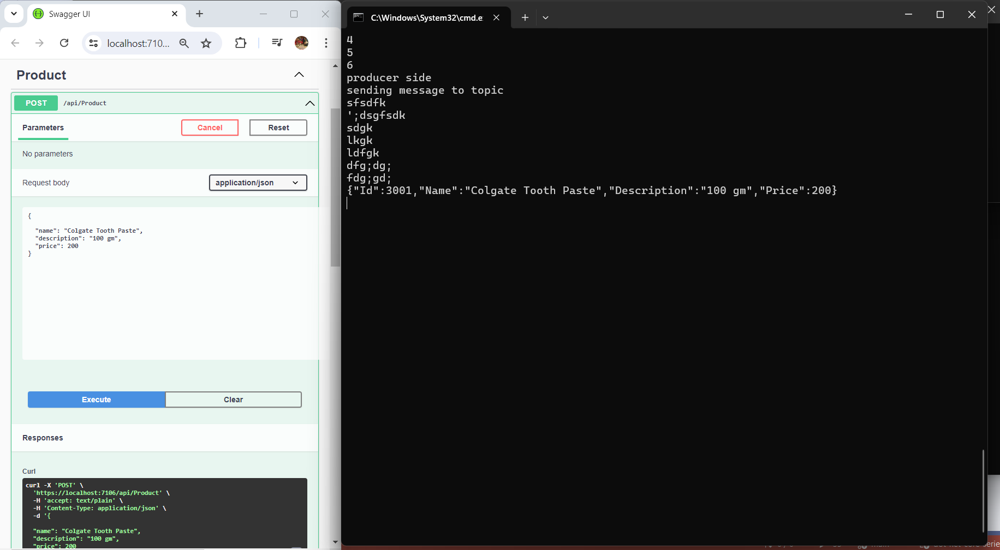 Swagger UI
localhost:710...
Product
POST /api/Product
Parameters
Cancel
Reset
No parameters
Request body
application/json
{
"name": "Colgate Tooth Paste",
"description": "100 gm",
"price": 200
}
Execute
Clear
Responses
Curl
curl -X 'POST' \
'https://localhost:7106/api/Product' \
-H 'accept: text/plain' \
-H 'Content-Type: application/json' \
-d '{
"name": "Colgate Tooth Paste",
"description": "100 gm",
"price": 200
C:\Windows\System32\cmd.e
4
5
6
producer side
sending message to topic
sfsdfk
';dsgfsdk
sdgk
lkgk
ldfgk
dfg;dg;
fdg;gd;
{"Id":3001,"Name":"Colgate Tooth Paste","Description":"100 gm","Price":200}